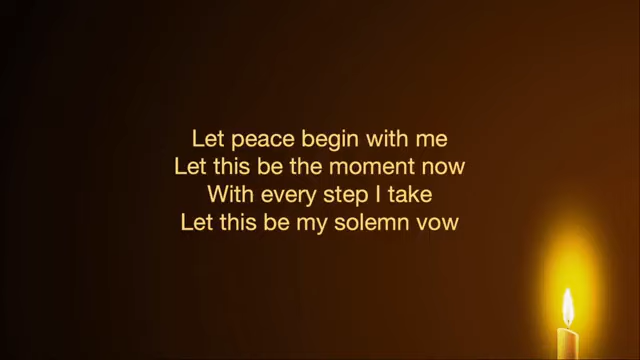 Let peace begin with me
Let this be the moment now
With every step I take
Let this be my solemn vow